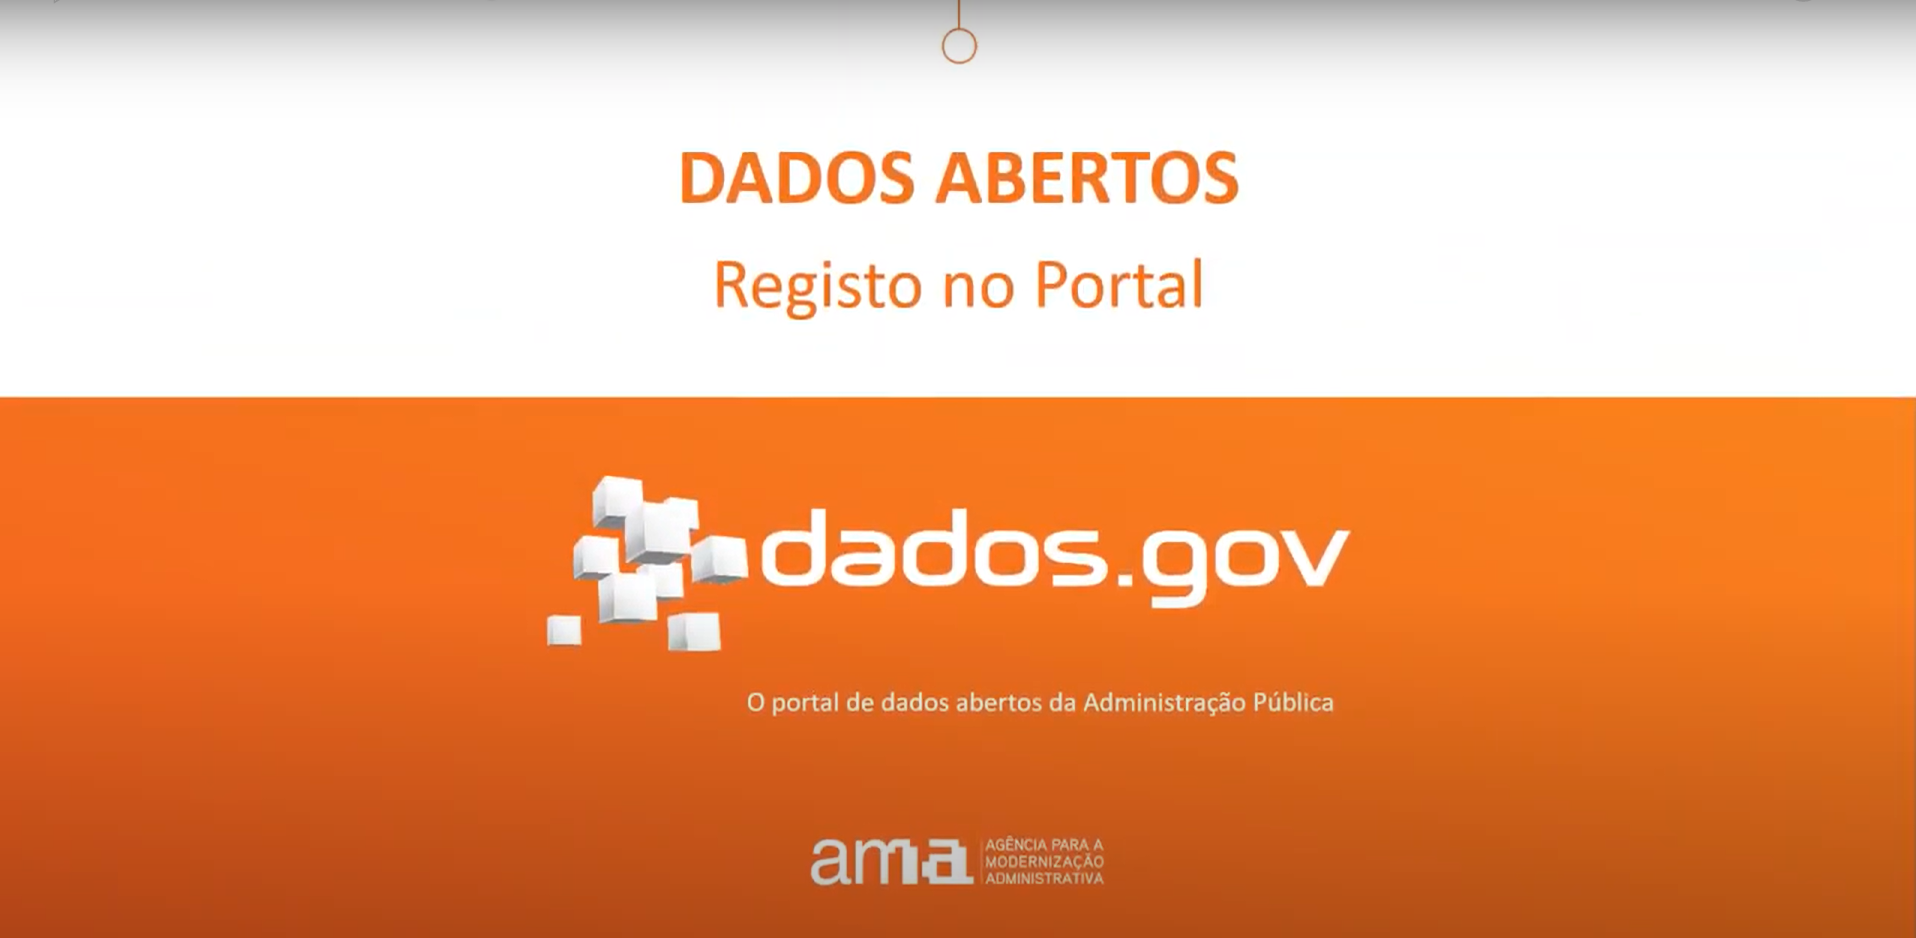 DADOS ABERTOS
Registo no Portal
dados.gov
O portal de dados abertos da Administração Pública
ama
AGÊNCIA PARA A
MODERNIZAÇÃO
ADMINISTRATIVA